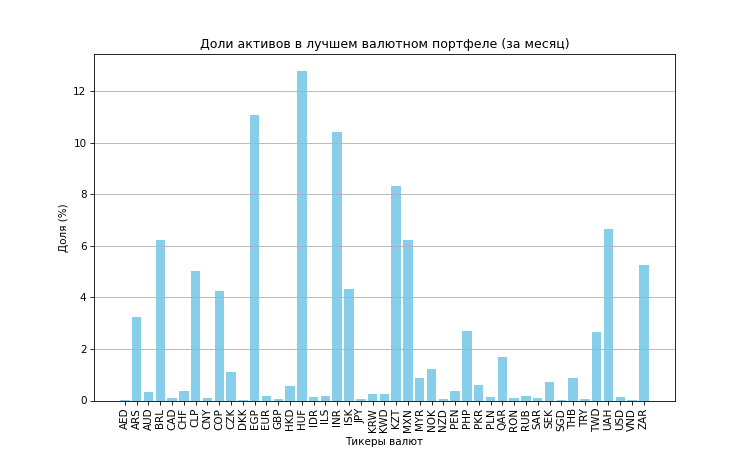 Доли активов в лучшем валютном портфеле (за месяц)
Доля (%)
12
10
8
6
4
2
0
AED ARS AUD BRL CAD CHF CLP CNY COP CZK DKK EGP EUR GBP HKD HUF IDR ILS INR ISK JPY KRW KWD KZT MXN MYR NOK NZD PEN PHP PKR PLN QAR RON RUB SAR SEK SGD THB TRY TWD UAH USD VND ZAR
Тикеры валют